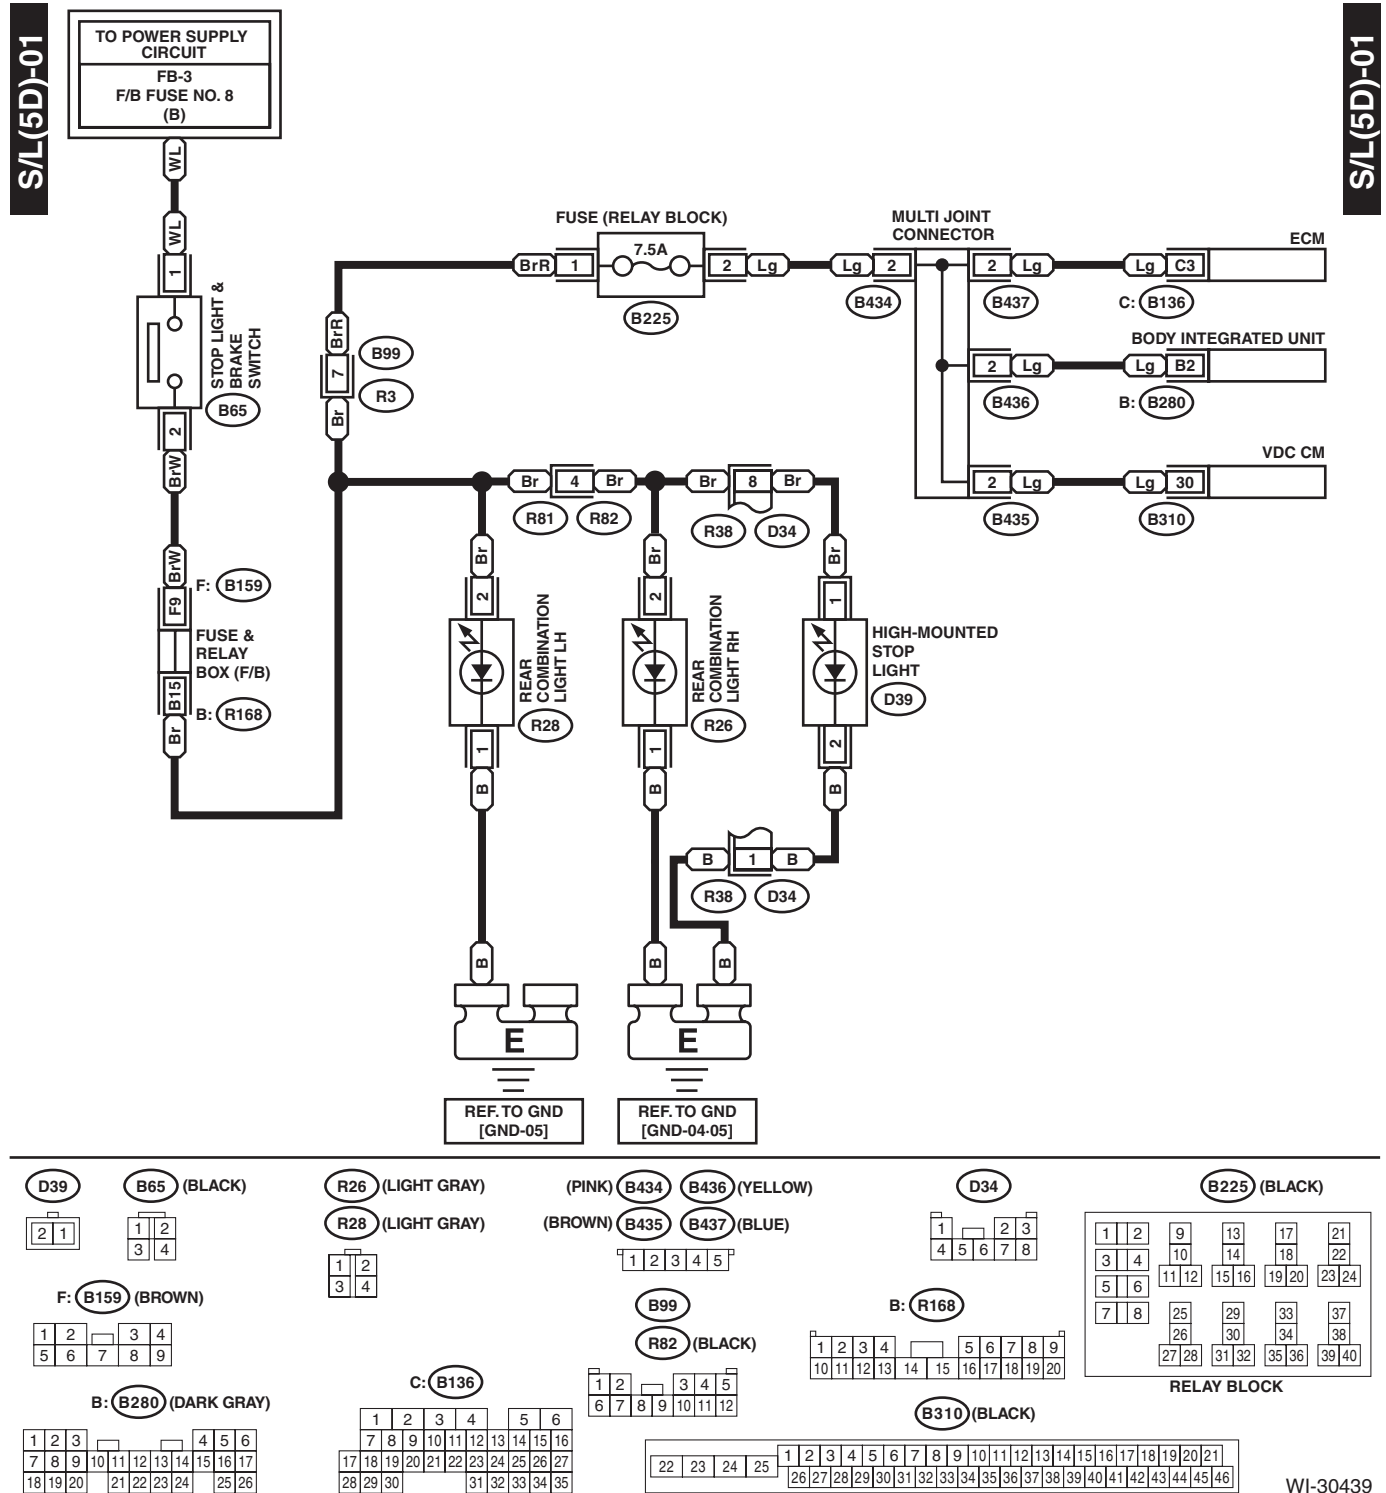 S/L(5D)-01
S/L(5D)-01
TO POWER SUPPLY
CIRCUIT
FB-3
F/B FUSE NO. 8
(B)
WL
WL
1
STOP LIGHT &
BRAKE
SWITCH
B65
2
BrW
BrW
F9
F: B159
FUSE &
RELAY
BOX (F/B)
B15
B: R168
Br
BrR
7
B99
R3
Br
FUSE (RELAY BLOCK)
BrR 1 7.5A 2 Lg
B225
MULTI JOINT
CONNECTOR
Lg 2
B434
2 Lg
B437
ECM
Lg C3
C: B136
BODY INTEGRATED UNIT
2 Lg
B436
Lg B2
B: B280
VDC CM
2 Lg
B435
Lg 30
B310
Br 4 Br
R81 R82
Br 8 Br
R38 D34
Br
2
REAR
COMBINATION
LIGHT LH
R28
1
B
Br
2
REAR
COMBINATION
LIGHT RH
R26
1
B
Br
1
HIGH-MOUNTED
STOP
LIGHT
D39
2
B
B 1 B
R38 D34
B
B
B
E
E
REF. TO GND
[GND-05]
REF. TO GND
[GND-04·05]
D39
2 1
B65 (BLACK)
1 2
3 4
F: B159 (BROWN)
1 2 3 4
5 6 7 8 9
B: B280 (DARK GRAY)
1 2 3 4 5 6
7 8 9 10 11 12 13 14 15 16 17
18 19 20 21 22 23 24 25 26
R26 (LIGHT GRAY)
R28 (LIGHT GRAY)
1 2
3 4
C: B136
1 2 3 4 5 6
7 8 9 10 11 12 13 14 15 16
17 18 19 20 21 22 23 24 25 26 27
28 29 30 31 32 33 34 35
(PINK) B434 B436 (YELLOW)
(BROWN) B435 B437 (BLUE)
1 2 3 4 5
B99
R82 (BLACK)
1 2 3 4 5
6 7 8 9 10 11 12
D34
1 2 3
4 5 6 7 8
B: R168
1 2 3 4 5 6 7 8 9
10 11 12 13 14 15 16 17 18 19 20
B310 (BLACK)
22 23 24 25
1 2 3 4 5 6 7 8 9 10 11 12 13 14 15 16 17 18 19 20 21
26 27 28 29 30 31 32 33 34 35 36 37 38 39 40 41 42 43 44 45 46
B225 (BLACK)
1 2 9 13 17 21
3 4 10 14 18 22
11 12 15 16 19 20 23 24
5 6
7 8 25 29 33 37
26 30 34 38
27 28 31 32 35 36 39 40
RELAY BLOCK
WI-30439